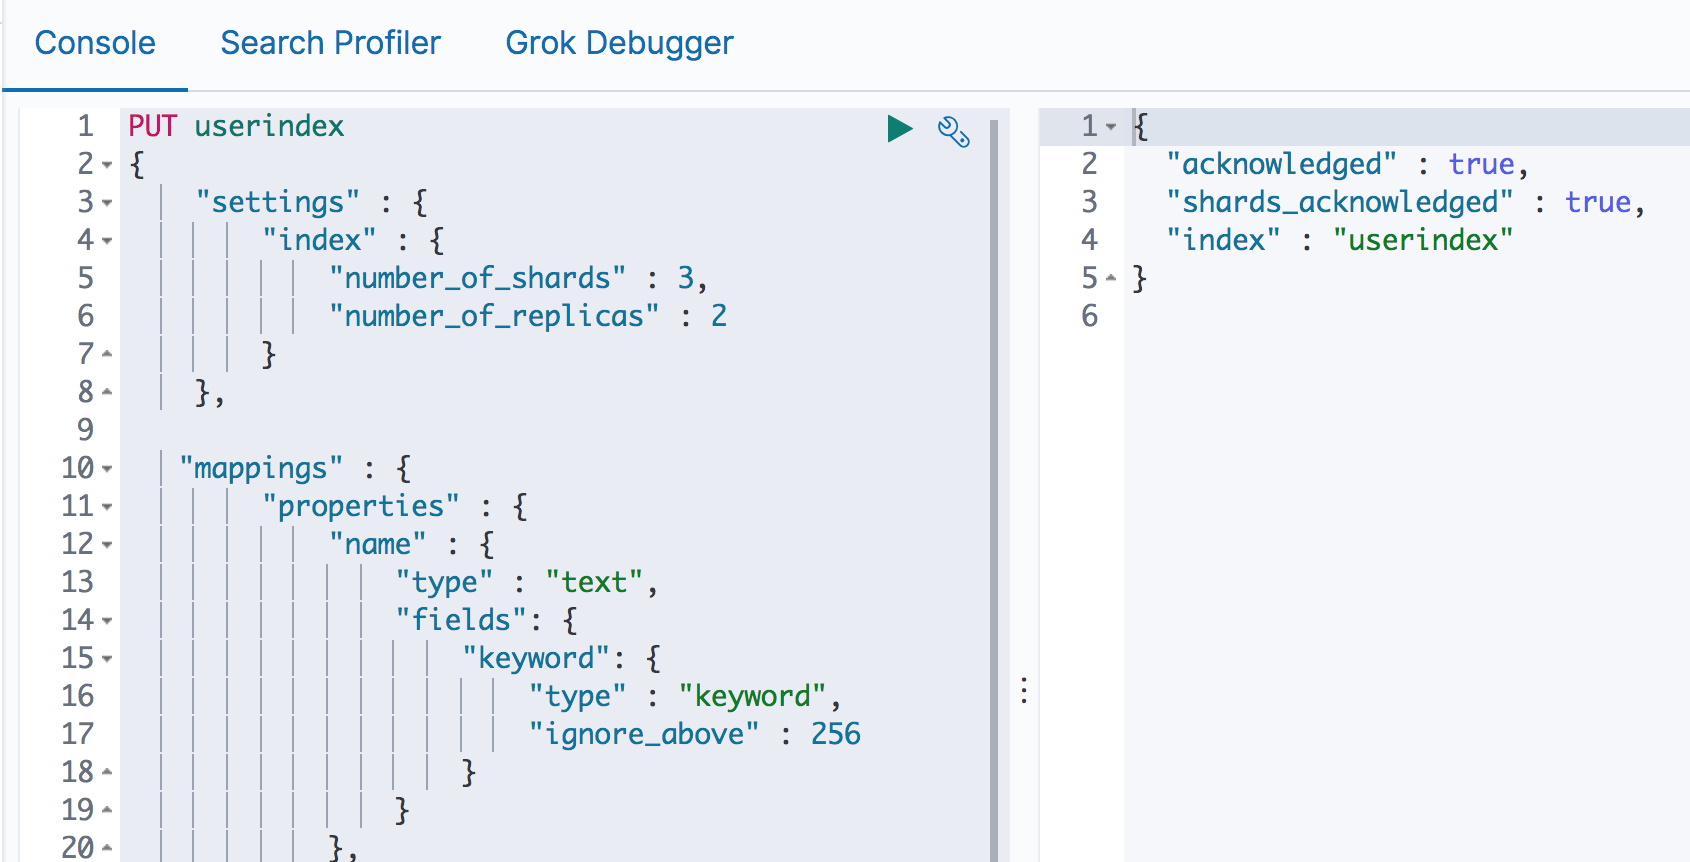 Console Search Profiler Grok Debugger
1 PUT userindex
2 {
3 "settings" : {
4 "index" : {
5 "number_of_shards" : 3,
6 "number_of_replicas" : 2
7 }
8 },
9
10 "mappings" : {
11 "properties" : {
12 "name" : {
13 "type" : "text",
14 "fields": {
15 "keyword": {
16 "type" : "keyword",
17 "ignore_above" : 256
18 }
19 }
20 },
1 {
2 "acknowledged" : true,
3 "shards_acknowledged" : true,
4 "index" : "userindex"
5 }
6